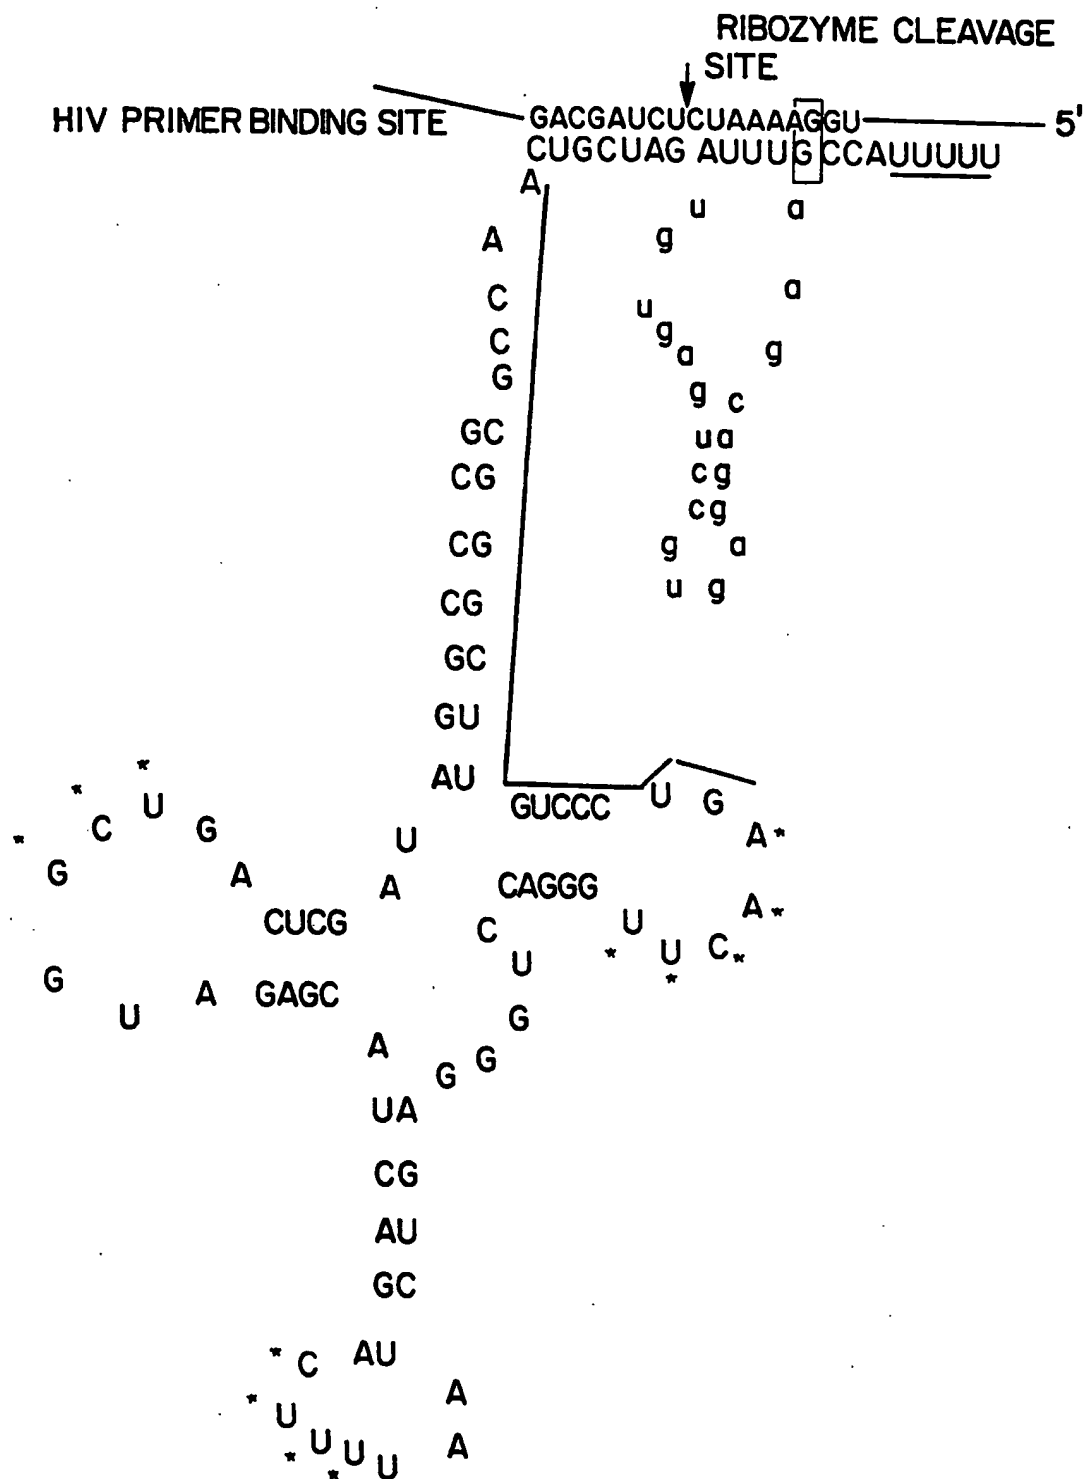 RIBOZYME CLEAVAGE
SITE
HIV PRIMER BINDING SITE
GACGAUCUCUAAAAGGU 5'
CUGCUAG AUUUGCCAUUUUU
A
u a
A g
C a
u
C g a g
G g c
GC ua
CG cg
cg
CG g a
u g
CG
GC
GU
AU
* GUCCC U G
* U
* C G U A*
G A A CAGGG A*
CUCG C U U C*
* *
G A GAGC U
U G
A G G
UA
CG
AU
GC
* C AU
* U A
U U U A
* *